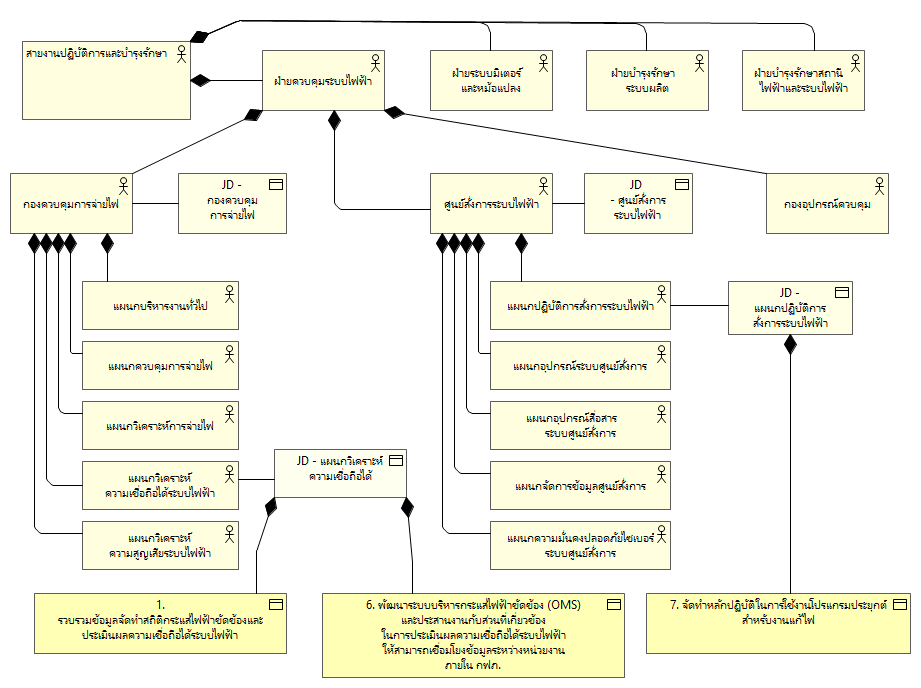 สายงานปฏิบัติการและบำรุงรักษา
ฝ่ายควบคุมระบบไฟฟ้า
ฝ่ายระบบมิเตอร์
และหม้อแปลง
ฝ่ายบำรุงรักษา
ระบบผลิต
ฝ่ายบำรุงรักษาสถานี
ไฟฟ้าและระบบไฟฟ้า
กองควบคุมการจ่ายไฟ
JD -
กองควบคุม
การจ่ายไฟ
ศูนย์สั่งการระบบไฟฟ้า
JD
- ศูนย์สั่งการ
ระบบไฟฟ้า
กองอุปกรณ์ควบคุม
แผนกบริหารงานทั่วไป
แผนกควบคุมการจ่ายไฟ
แผนกวิเคราะห์การจ่ายไฟ
แผนกวิเคราะห์
ความเชื่อถือได้ระบบไฟฟ้า
แผนกวิเคราะห์
ความสูญเสียระบบไฟฟ้า
JD - แผนกวิเคราะห์
ความเชื่อถือได้
แผนกปฏิบัติการสั่งการระบบไฟฟ้า
แผนกอุปกรณ์ระบบศูนย์สั่งการ
แผนกอุปกรณ์สื่อสาร
ระบบศูนย์สั่งการ
แผนกจัดการข้อมูลศูนย์สั่งการ
แผนกความมั่นคงปลอดภัยไซเบอร์
ระบบศูนย์สั่งการ
JD -
แผนกปฏิบัติการ
สั่งการระบบไฟฟ้า
1.
รวบรวมข้อมูลจัดทำสถิติกระแสไฟฟ้าขัดข้องและ
ประเมินผลความเชื่อถือได้ระบบไฟฟ้า
6. พัฒนาระบบบริหารกระแสไฟฟ้าขัดข้อง (OMS)
และประสานงานกับส่วนที่เกี่ยวข้อง
ในการประเมินผลความเชื่อถือได้ระบบไฟฟ้า
ให้สามารถเชื่อมโยงข้อมูลระหว่างหน่วยงาน
ภายใน กฟภ.
7. จัดทำหลักปฏิบัติในการใช้งานโปรแกรมประยุกต์
สำหรับงานแก้ไฟ